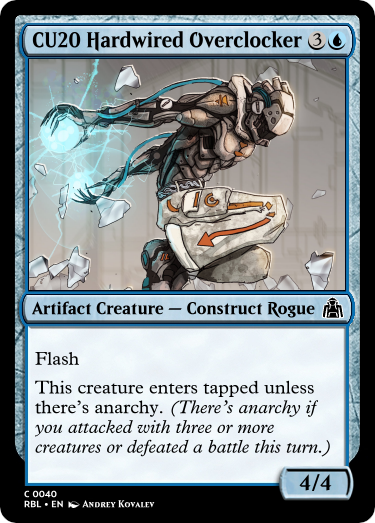 CU20 Hardwired Overclocker 3
Artifact Creature — Construct Rogue
Flash
This creature enters tapped unless
there's anarchy. (There's anarchy if
you attacked with three or more
creatures or defeated a battle this turn.)
4/4
C 0040
RBL • EN Andrey Kovalev